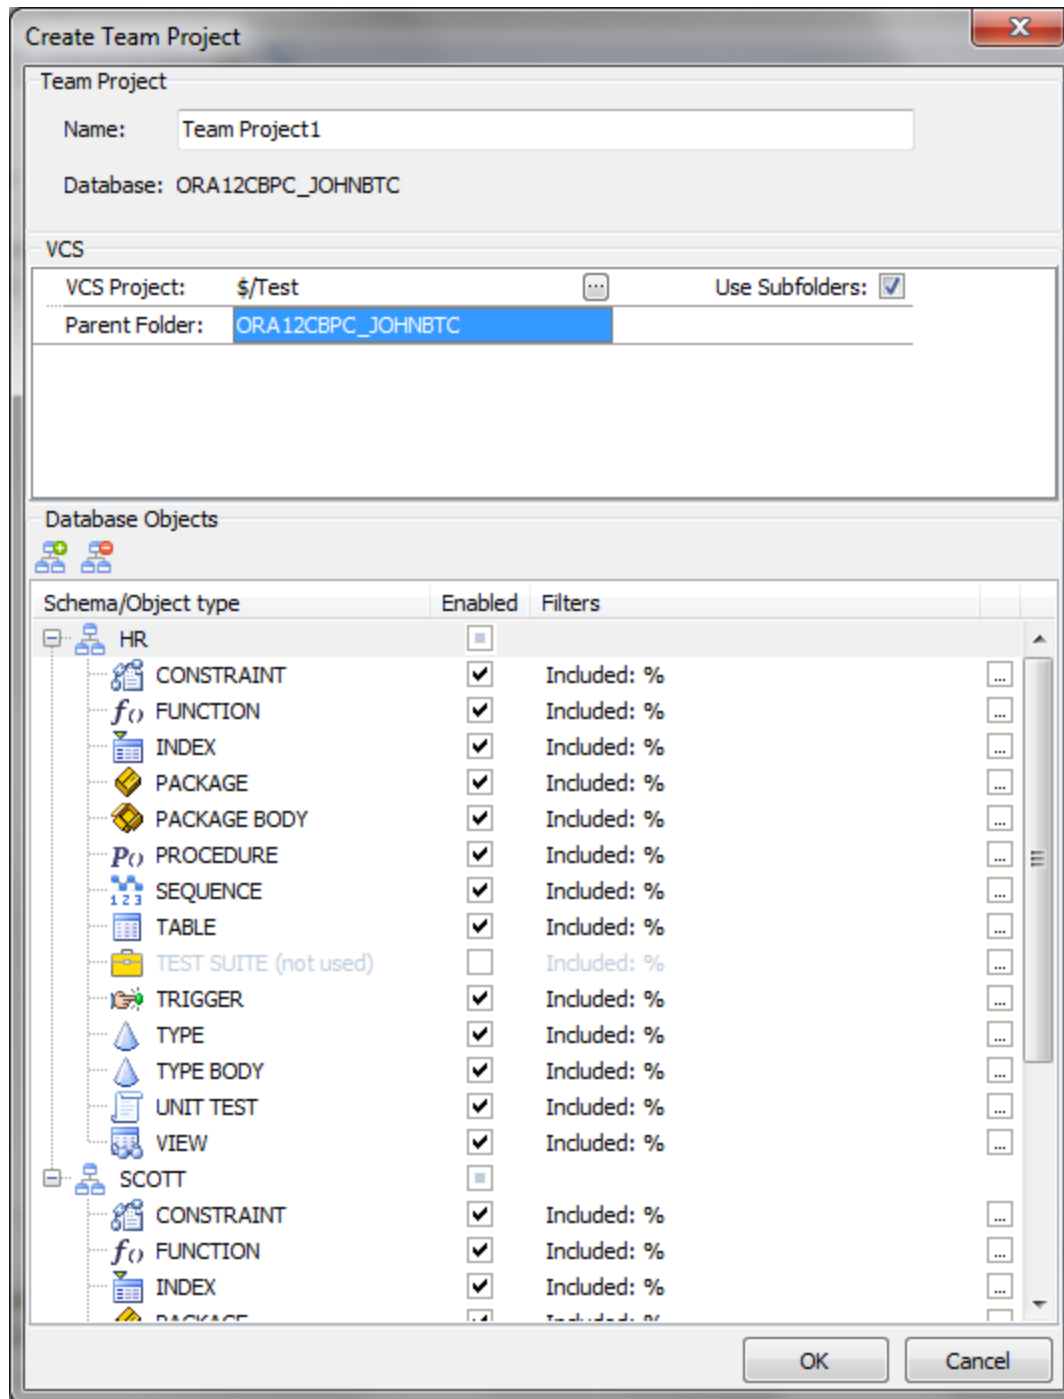 Create Team Project
Team Project
Name: Team Project1
Database: ORA12CBPC_JOHNBTC
VCS
VCS Project: $/Test ... Use Subfolders:
Parent Folder: ORA12CBPC_JOHNBTC
Database Objects
Schema/Object type Enabled Filters
HR
CONSTRAINT Included: % ...
f() FUNCTION Included: % ...
INDEX Included: % ...
PACKAGE Included: % ...
PACKAGE BODY Included: % ...
P() PROCEDURE Included: % ...
123 SEQUENCE Included: % ...
TABLE Included: % ...
TEST SUITE (not used) Included: % ...
TRIGGER Included: % ...
TYPE Included: % ...
TYPE BODY Included: % ...
UNIT TEST Included: % ...
VIEW Included: % ...
SCOTT
CONSTRAINT Included: % ...
f() FUNCTION Included: % ...
INDEX Included: % ...
PACKAGE Included: %
OK Cancel